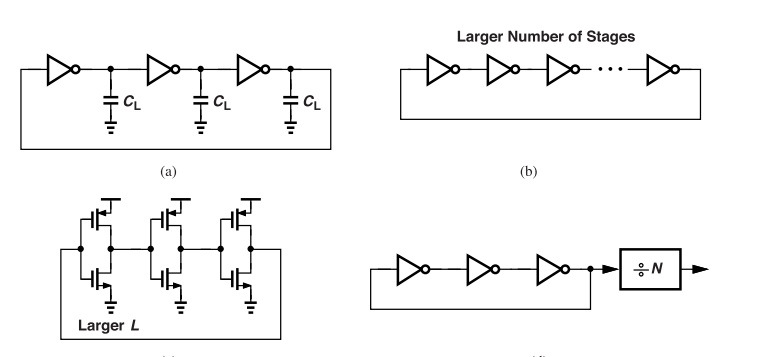 Larger Number of Stages
C_L C_L C_L
(a) (b)
÷ N
Larger L